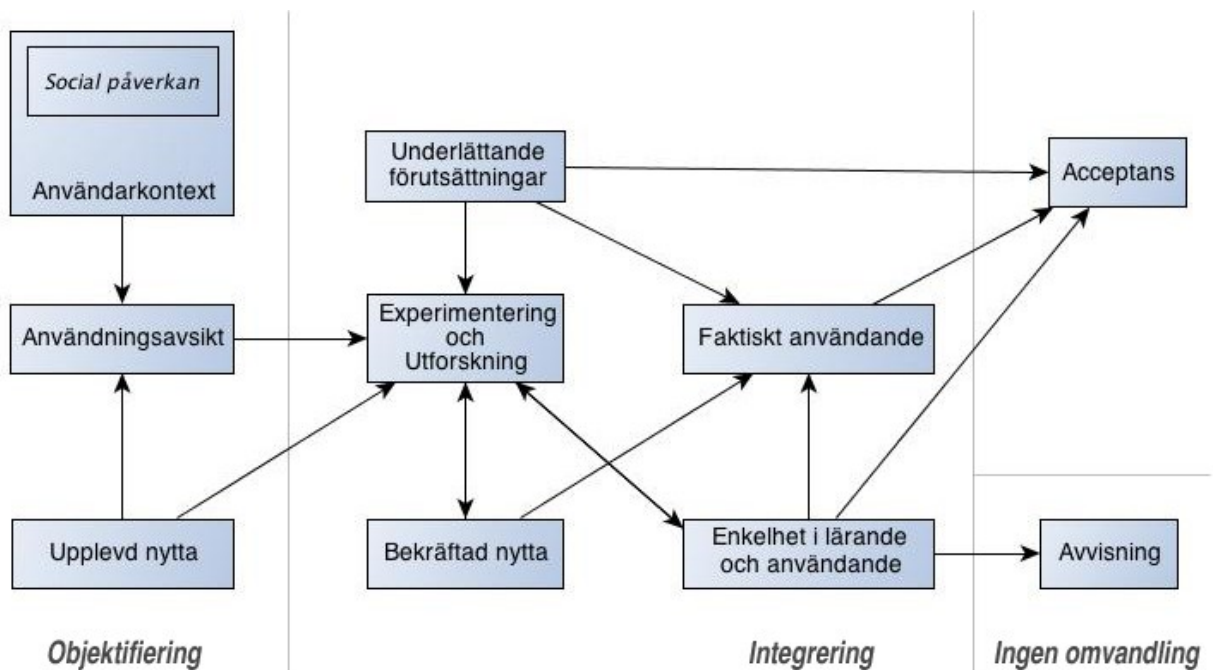 Social påverkan
Användarkontext
Underlättande
förutsättningar
Acceptans
Användningsavsikt
Experimentering
och
Utforskning
Faktiskt användande
Upplevd nytta
Bekräftad nytta
Enkelhet i lärande
och användande
Avvisning
Objektifiering
Integrering
Ingen omvandling